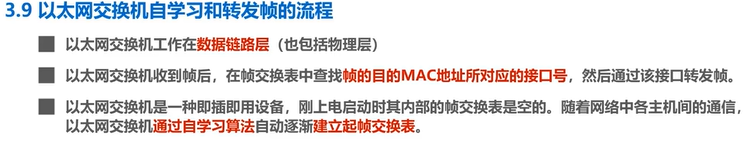 3.9 以太网交换机自学习和转发帧的流程
以太网交换机工作在数据链路层（也包括物理层）
以太网交换机收到帧后，在帧交换表中查找帧的目的MAC地址所对应的接口号，然后通过该接口转发帧。
以太网交换机是一种即插即用设备，刚上电启动时其内部的帧交换表是空的。随着网络中各主机间的通信，
以太网交换机通过自学习算法自动逐渐建立起帧交换表。